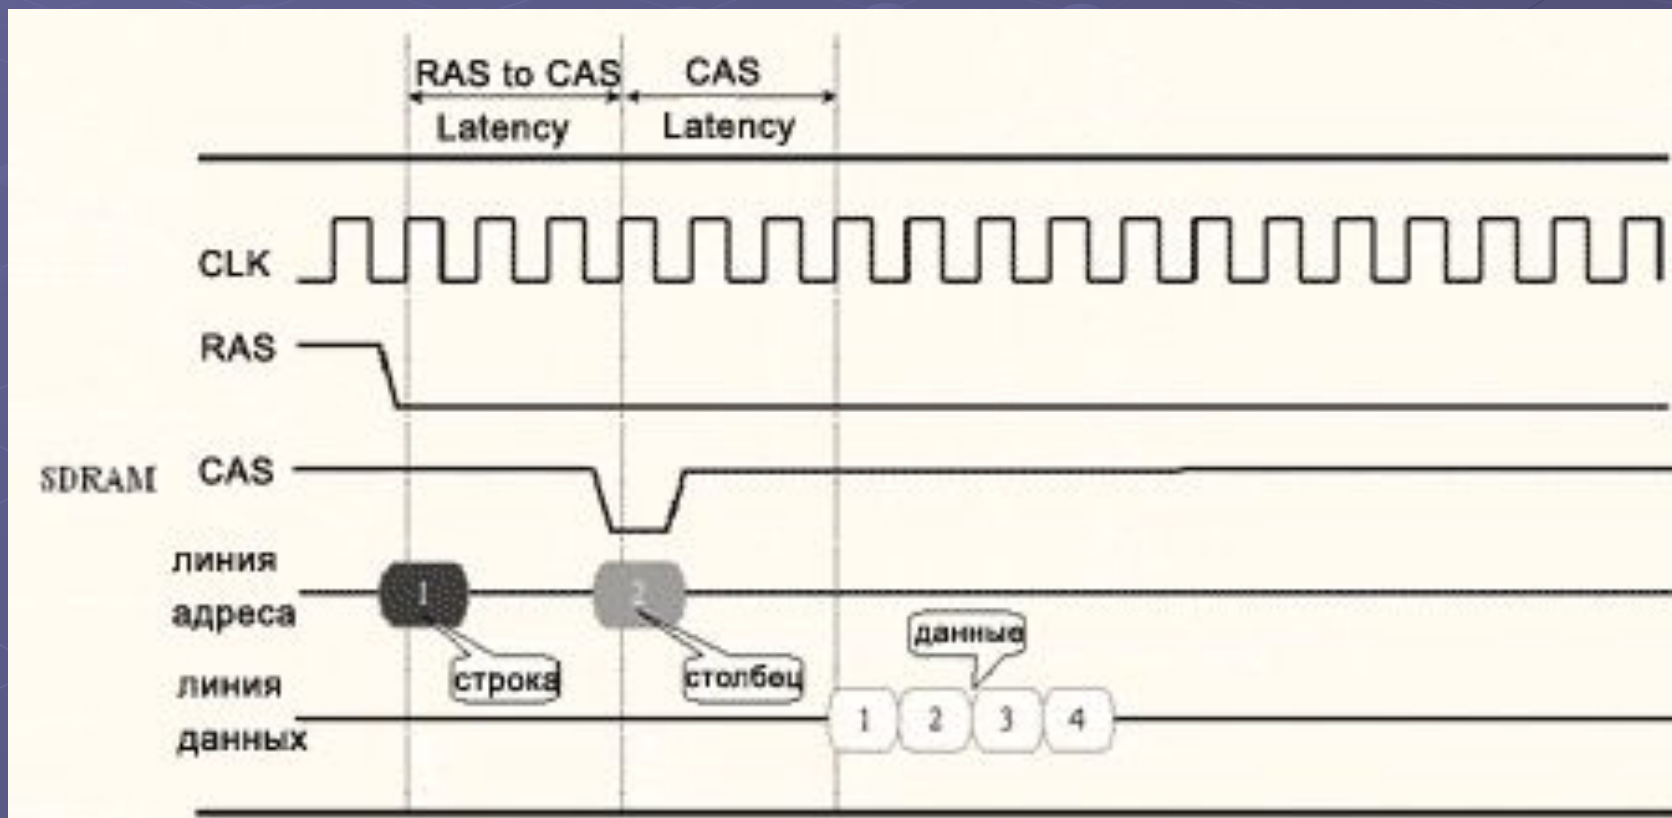 RAS to CAS
Latency
CAS
Latency
CLK
RAS
SDRAM
CAS
линия
адреса
1
2
строка
столбец
данные
линия
данных
1
2
3
4